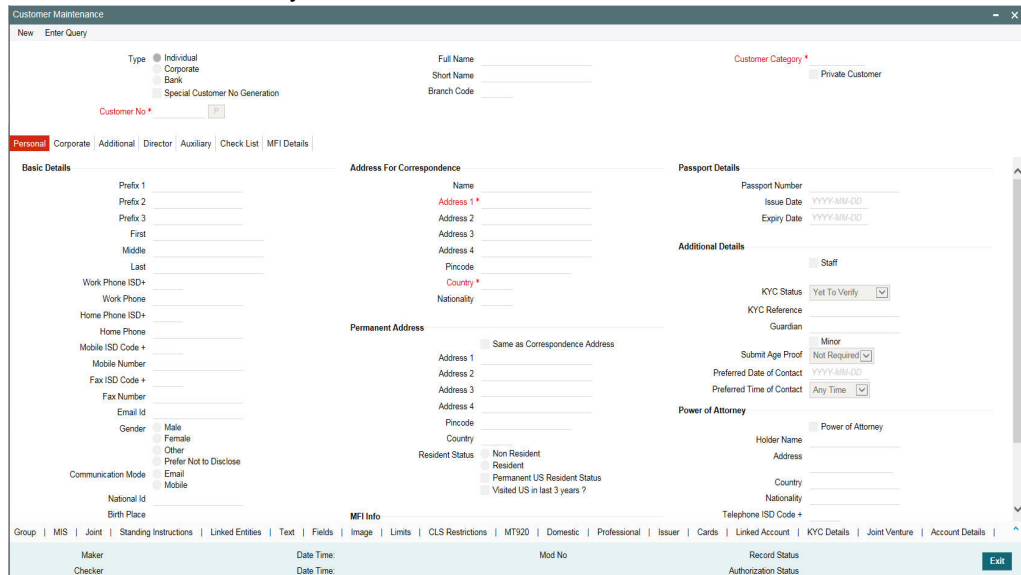 Customer Maintenance
New Enter Query
Type Individual
Corporate
Bank
Special Customer No Generation
Customer No * P
Full Name
Short Name
Branch Code
Customer Category *
Private Customer
Personal Corporate Additional Director Auxiliary Check List MFI Details
Basic Details
Prefix 1
Prefix 2
Prefix 3
First
Middle
Last
Work Phone ISD+
Work Phone
Home Phone ISD+
Home Phone
Mobile ISD Code +
Mobile Number
Fax ISD Code +
Fax Number
Email Id
Gender Male
Female
Other
Prefer Not to Disclose
Communication Mode Email
Mobile
National Id
Birth Place
Address For Correspondence
Name
Address 1 *
Address 2
Address 3
Address 4
Pincode
Country *
Nationality
Permanent Address
Same as Correspondence Address
Address 1
Address 2
Address 3
Address 4
Pincode
Country
Resident Status Non Resident
Resident
Permanent US Resident Status
Visited US in last 3 years ?
MFI Info
Passport Details
Passport Number
Issue Date YYYY-MM-DD
Expiry Date YYYY-MM-DD
Additional Details
Staff
KYC Status Yet To Verify
KYC Reference
Guardian
Minor
Submit Age Proof Not Required
Preferred Date of Contact YYYY-MM-DD
Preferred Time of Contact Any Time
Power of Attorney
Power of Attorney
Holder Name
Address
Country
Nationality
Telephone ISD Code +
Group | MIS | Joint | Standing Instructions | Linked Entities | Text | Fields | Image | Limits | CLS Restrictions | MT920 | Domestic | Professional | Issuer | Cards | Linked Account | KYC Details | Joint Venture | Account Details |
Maker Date Time: Mod No Record Status
Checker Date Time: Authorization Status
Exit